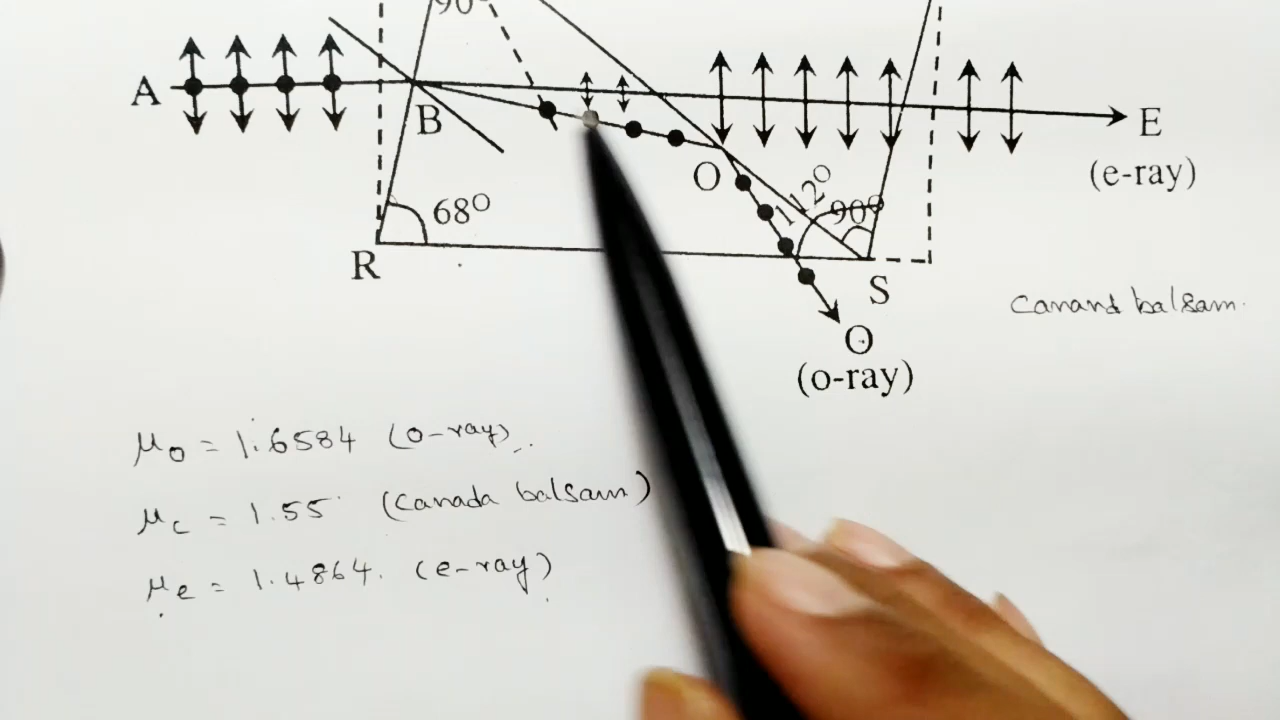 90°
A
B
E
(e-ray)
O
112°
90°
68°
R
S
Canand balsam.
O
(o-ray)
μo = 1.6584 (o-ray).
μc = 1.55 (Canada balsam)
μe = 1.4864. (e-ray)